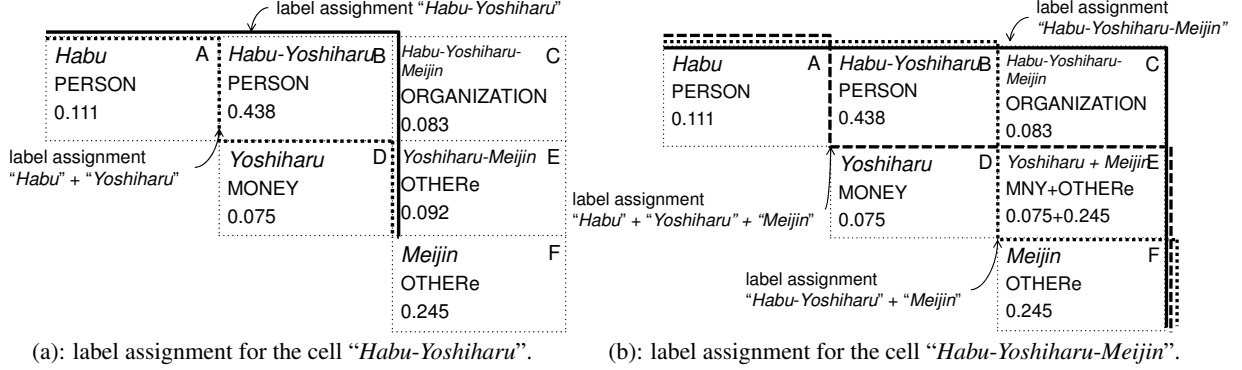 label assighment “Habu-Yoshiharu”
Habu A
PERSON
0.111
Habu-Yoshiharu B
PERSON
0.438
Habu-Yoshiharu-
Meijin C
ORGANIZATION
0.083
label assignment
“Habu” + “Yoshiharu”
Yoshiharu D
MONEY
0.075
Yoshiharu-Meijin E
OTHERe
0.092
Meijin F
OTHERe
0.245
(a): label assignment for the cell “Habu-Yoshiharu”.
label assignment
“Habu-Yoshiharu-Meijin”
Habu A
PERSON
0.111
Habu-Yoshiharu B
PERSON
0.438
Habu-Yoshiharu-
Meijin C
ORGANIZATION
0.083
Yoshiharu D
MONEY
0.075
Yoshiharu + Meijin E
MNY+OTHERe
0.075+0.245
label assignment
“Habu” + “Yoshiharu” + “Meijin”
Meijin F
OTHERe
0.245
label assignment
“Habu-Yoshiharu” + “Meijin”
(b): label assignment for the cell “Habu-Yoshiharu-Meijin”.